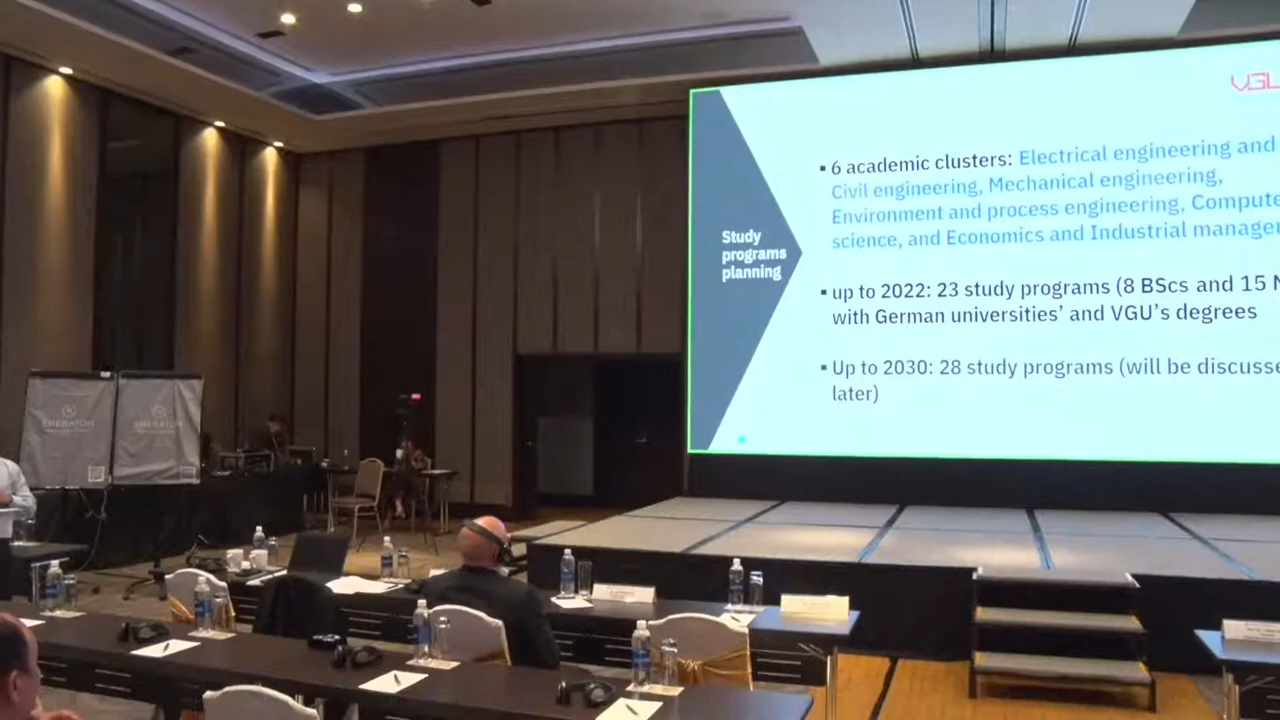 VGU
▪ 6 academic clusters: Electrical engineering and
Civil engineering, Mechanical engineering,
Environment and process engineering, Compute
science, and Economics and Industrial manage
Study
programs
planning
▪ up to 2022: 23 study programs (8 BScs and 15
with German universities’ and VGU’s degrees
▪ Up to 2030: 28 study programs (will be discusse
later)
SHERATON
SHERATON